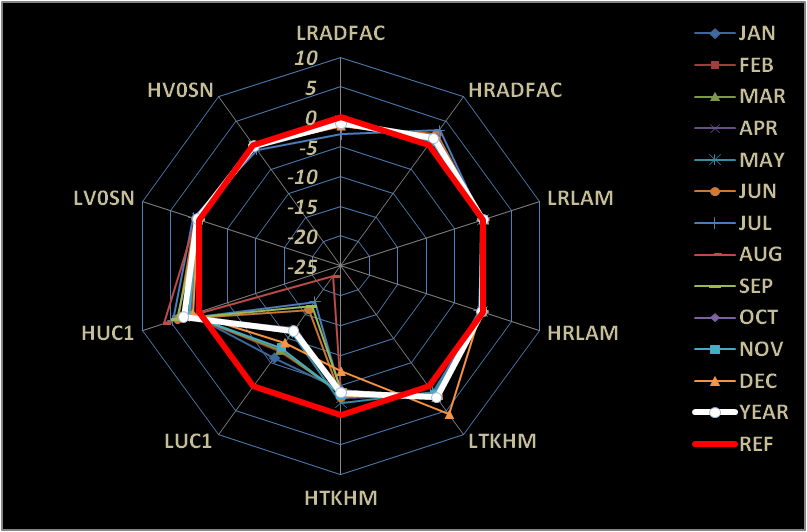 LRADFAC
10
5
0
-5
-10
-15
-20
-25
HRADFAC
LRLAM
HRLAM
LTKHM
HTKHM
LUC1
HUC1
LV0SN
HV0SN
JAN
FEB
MAR
APR
MAY
JUN
JUL
AUG
SEP
OCT
NOV
DEC
YEAR
REF